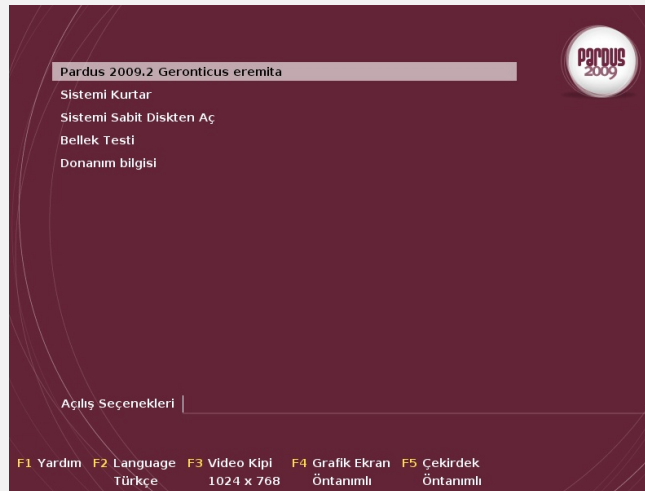 PARDUS
2009
Pardus 2009.2 Geronticus eremita
Sistemi Kurtar
Sistemi Sabit Diskten Aç
Bellek Testi
Donanım bilgisi
Açılış Seçenekleri
F1 Yardım F2 Language F3 Video Kipi F4 Grafik Ekran F5 Çekirdek
Türkçe 1024 x 768 Öntanımlı Öntanımlı